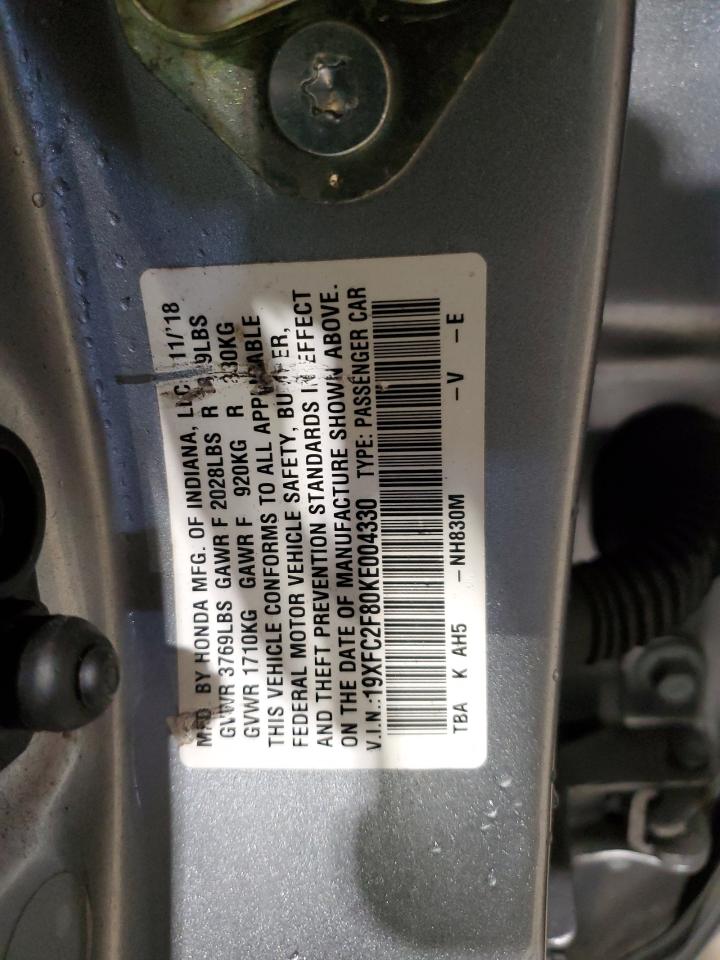 MFD BY HONDA MFG. OF INDIANA, LLC 11/'18
GVWR 3769LBS GAWR F 2028LBS R
GVWR 1710KG GAWR F 920KG R
THIS VEHICLE CONFORMS TO ALL APPLICABLE
FEDERAL MOTOR VEHICLE SAFETY, BUMPER,
AND THEFT PREVENTION STANDARDS IN EFFECT
ON THE DATE OF MANUFACTURE SHOWN ABOVE.
V.I.N.:19XFC2F80KE004330 TYPE: PASSENGER CAR
TBA K AH5 -NH830M -V -E